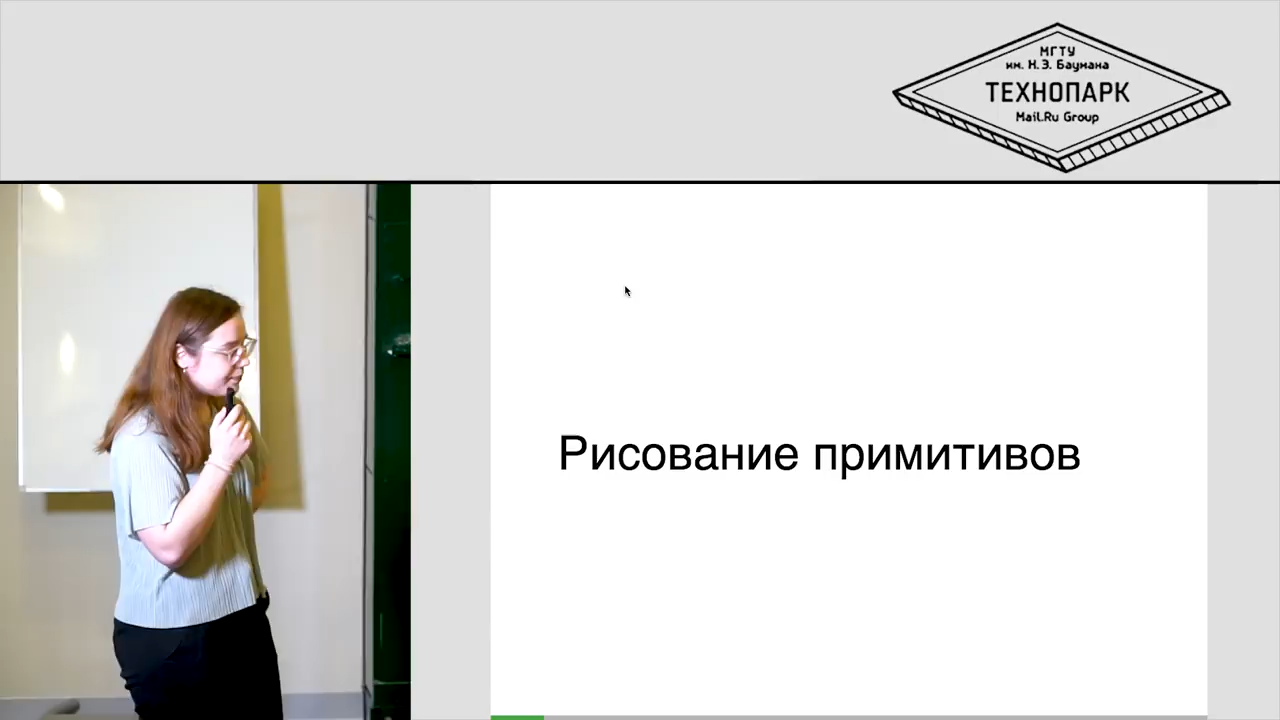 МГТУ
им. Н.Э. Баумана
ТЕХНОПАРК
Mail.Ru Group
Рисование примитивов